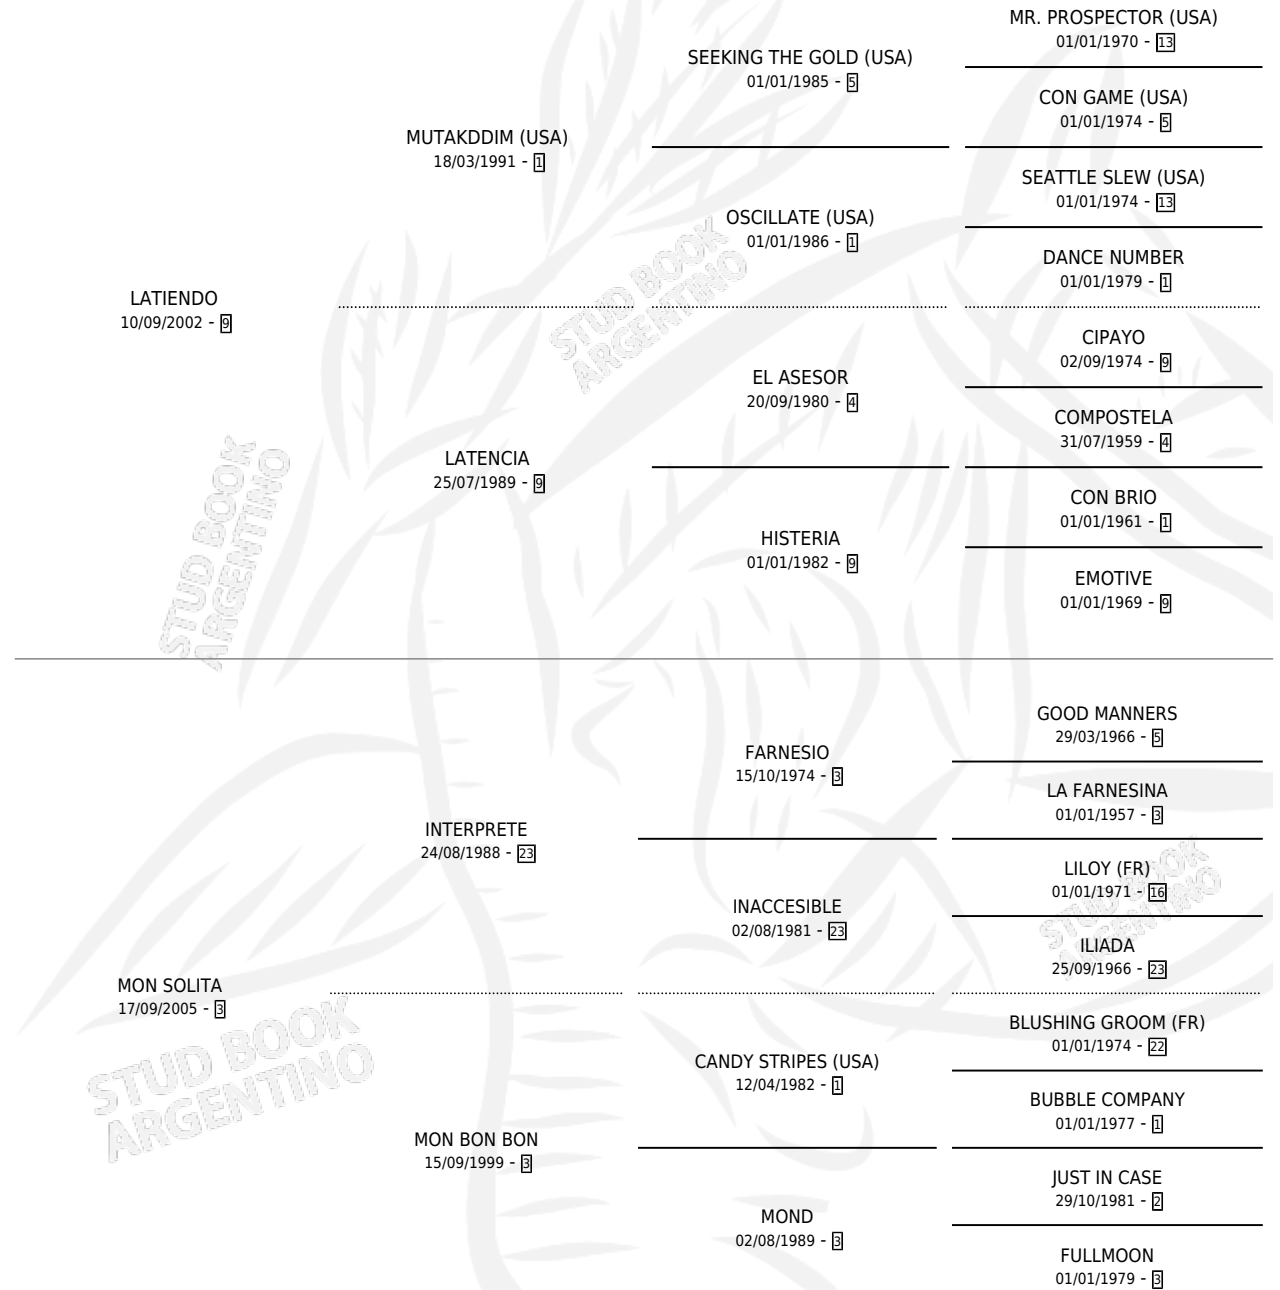 MR. PROSPECTOR (USA)
01/01/1970 - 13
SEEKING THE GOLD (USA)
01/01/1985 - 5
CON GAME (USA)
01/01/1974 - 5
MUTAKDDIM (USA)
18/03/1991 - 1
SEATTLE SLEW (USA)
01/01/1974 - 13
OSCILLATE (USA)
01/01/1986 - 1
DANCE NUMBER
01/01/1979 - 1
LATIENDO
10/09/2002 - 9
STUD BOOK
ARGENTINO
CIPAYO
02/09/1974 - 9
EL ASESOR
20/09/1980 - 4
COMPOSTELA
31/07/1959 - 4
LATENCIA
25/07/1989 - 9
CON BRIO
01/01/1961 - 1
HISTERIA
01/01/1982 - 9
EMOTIVE
01/01/1969 - 9
STUD BOOK
ARGENTINO
GOOD MANNERS
29/03/1966 - 5
FARNESIO
15/10/1974 - 3
LA FARNESINA
01/01/1957 - 3
INTERPRETE
24/08/1988 - 23
LILOY (FR)
01/01/1971 - 16
INACCESIBLE
02/08/1981 - 23
ILIADA
25/09/1966 - 23
STUD BOOK
ARGENTINO
MON SOLITA
17/09/2005 - 3
BLUSHING GROOM (FR)
01/01/1974 - 22
CANDY STRIPES (USA)
12/04/1982 - 1
BUBBLE COMPANY
01/01/1977 - 1
STUD BOOK
ARGENTINO
MON BON BON
15/09/1999 - 3
JUST IN CASE
29/10/1981 - 2
MOND
02/08/1989 - 3
FULLMOON
01/01/1979 - 3